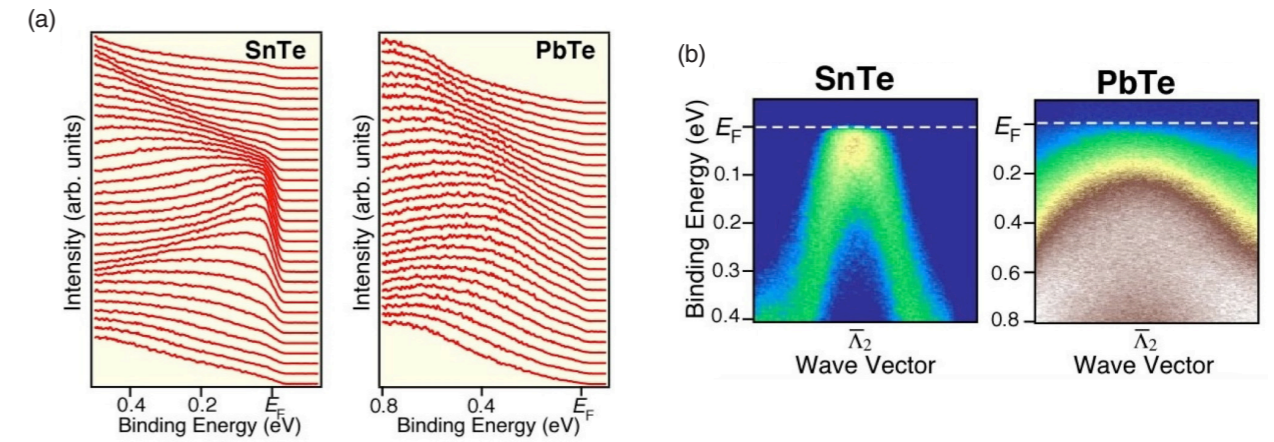 (a)
SnTe
PbTe
Intensity (arb. units)
Intensity (arb. units)
0.4 0.2 E_F
Binding Energy (eV)
0.8 0.4 E_F
Binding Energy (eV)
(b)
SnTe
PbTe
Binding Energy (eV)
E_F
0.1
0.2
0.3
0.4
Λ̅₂
Wave Vector
E_F
0.2
0.4
0.6
0.8
Λ̅₂
Wave Vector